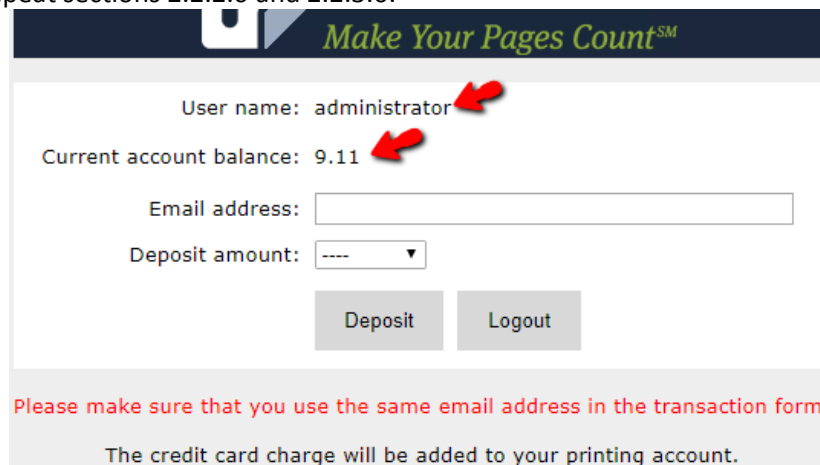 Make Your Pages Count℠
User name: administrator
Current account balance: 9.11
Email address:
Deposit amount: ----
Deposit Logout
Please make sure that you use the same email address in the transaction form
The credit card charge will be added to your printing account.